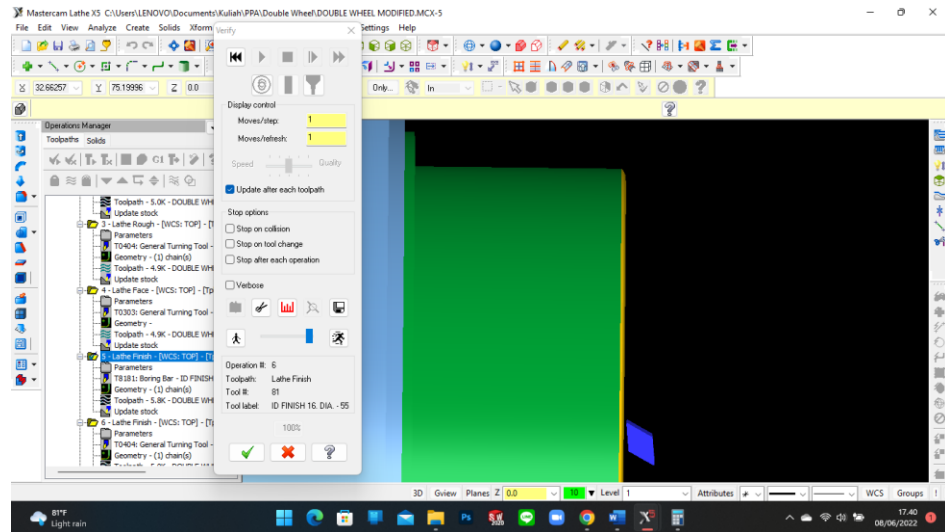 Mastercam Lathe X5 C:\Users\LENOVO\Documents\Kuliah\PPA\Double Wheel\DOUBLE WHEEL MODIFIED.MCX-5
File Edit View Analyze Create Solids Xform
Settings Help
Verify
X 32.66257 Y 75.19996 Z 0.0
Only... In
Operations Manager
Toolpaths Solids
G1
Toolpath - 5.0K - DOUBLE WH
Update stock
3 - Lathe Rough - [WCS: TOP] - [T
Parameters
T0404: General Turning Tool -
Geometry - (1) chain(s)
Toolpath - 4.9K - DOUBLE WH
Update stock
4 - Lathe Face - [WCS: TOP] - [Tp
Parameters
T0303: General Turning Tool -
Geometry -
Toolpath - 4.9K - DOUBLE WH
Update stock
5 - Lathe Finish - [WCS: TOP] - [T
Parameters
T8181: Boring Bar - ID FINISH
Geometry - (1) chain(s)
Toolpath - 5.8K - DOUBLE WH
Update stock
6 - Lathe Finish - [WCS: TOP] - [T
Parameters
T0404: General Turning Tool -
Geometry - (1) chain(s)
Display control
Moves/step: 1
Moves/refresh: 1
Speed Quality
Update after each toolpath
Stop options
Stop on collision
Stop on tool change
Stop after each operation
Verbose
Operation #: 6
Toolpath: Lathe Finish
Tool #: 81
Tool label: ID FINISH 16. DIA. - 55
100%
3D Gview Planes Z 0.0 10 Level 1 Attributes WCS Groups
81°F
Light rain
17.40
08/06/2022